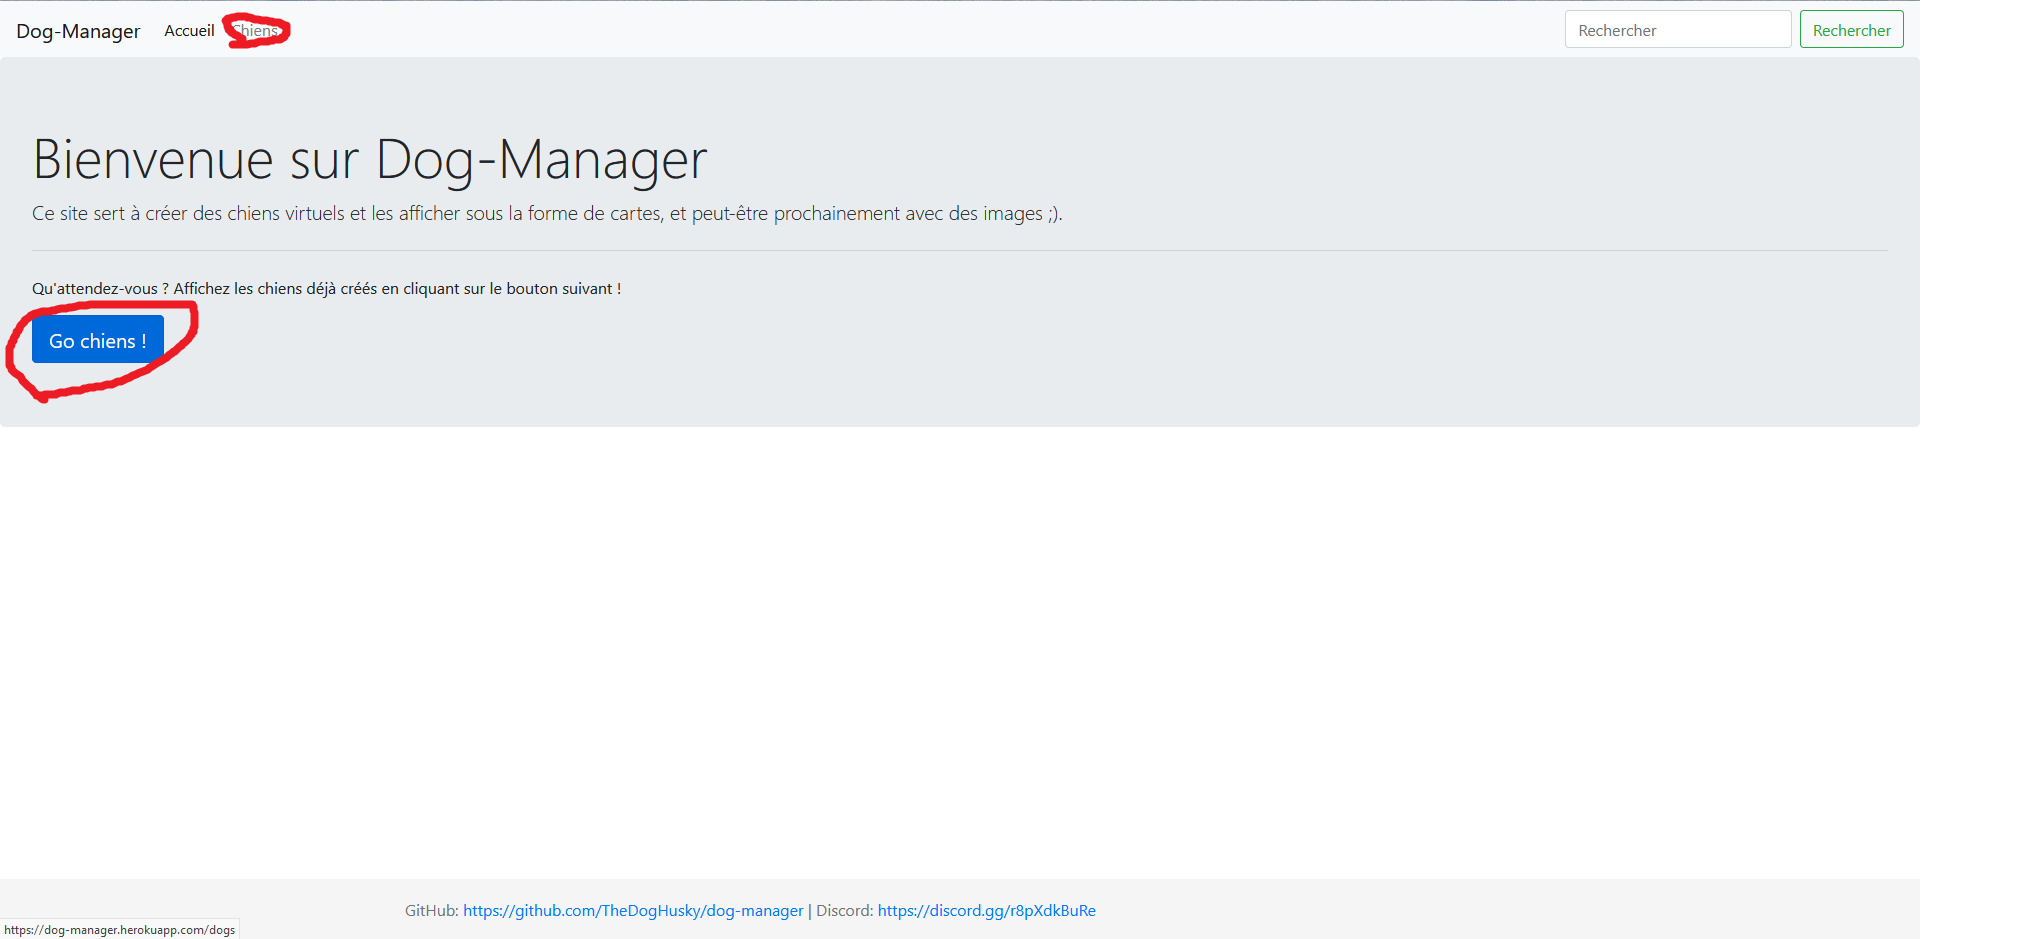 Dog-Manager Accueil Chiens Rechercher Rechercher
Bienvenue sur Dog-Manager
Ce site sert à créer des chiens virtuels et les afficher sous la forme de cartes, et peut-être prochainement avec des images ;).
Qu'attendez-vous ? Affichez les chiens déjà créés en cliquant sur le bouton suivant !
Go chiens !
GitHub: https://github.com/TheDogHusky/dog-manager | Discord: https://discord.gg/r8pXdkBuRe
https://dog-manager.herokuapp.com/dogs